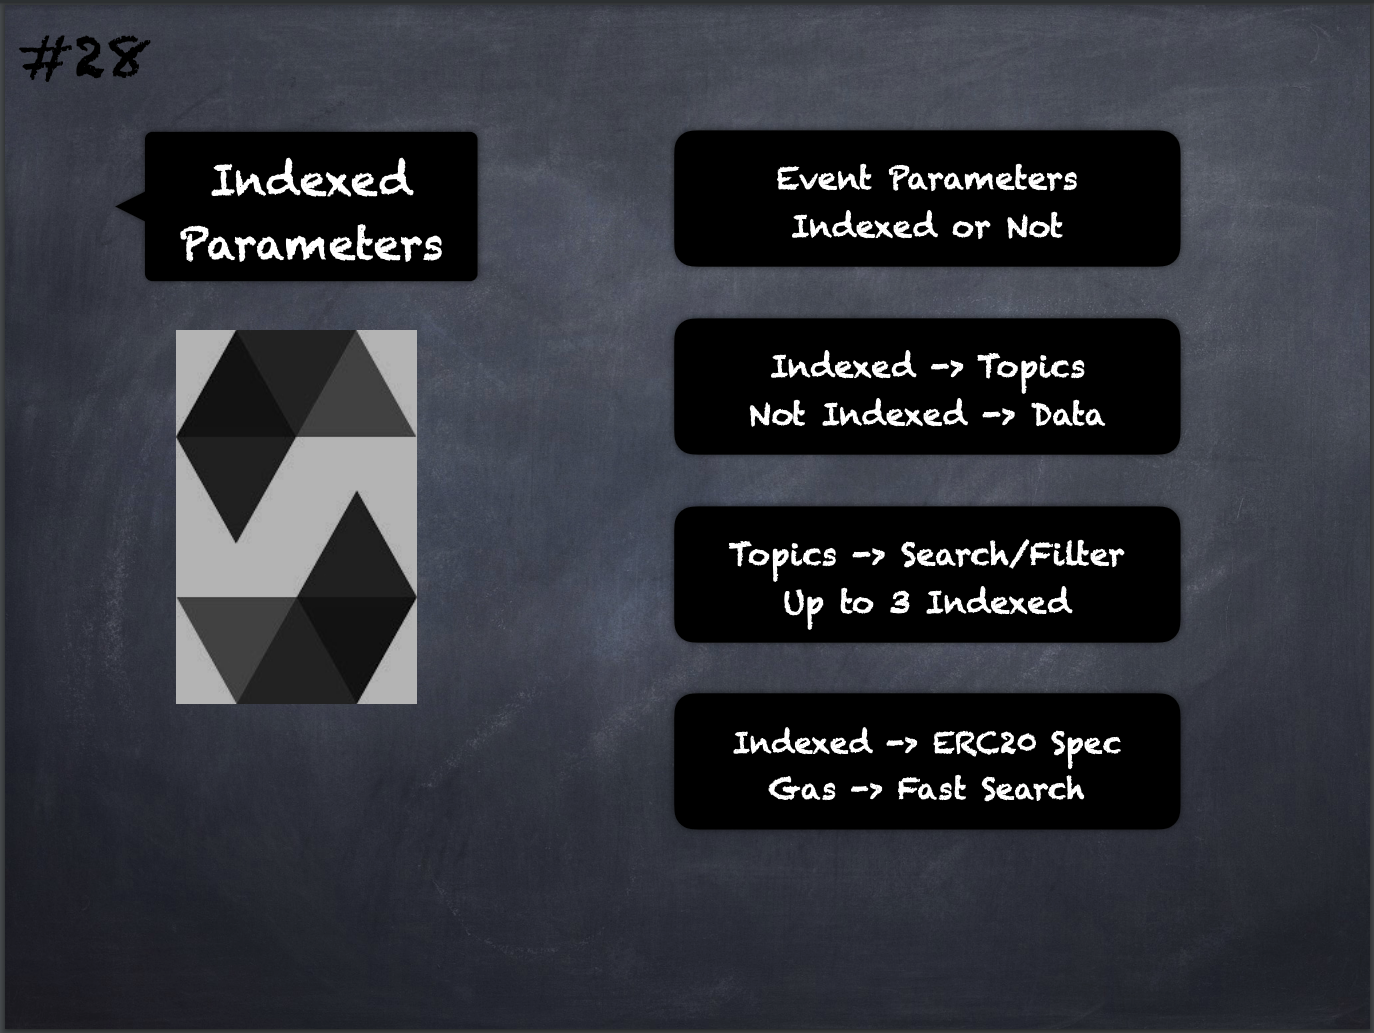 #28
Indexed
Parameters
Event Parameters
Indexed or Not
Indexed -> Topics
Not Indexed -> Data
Topics -> Search/Filter
Up to 3 Indexed
Indexed -> ERC20 Spec
Gas -> Fast Search